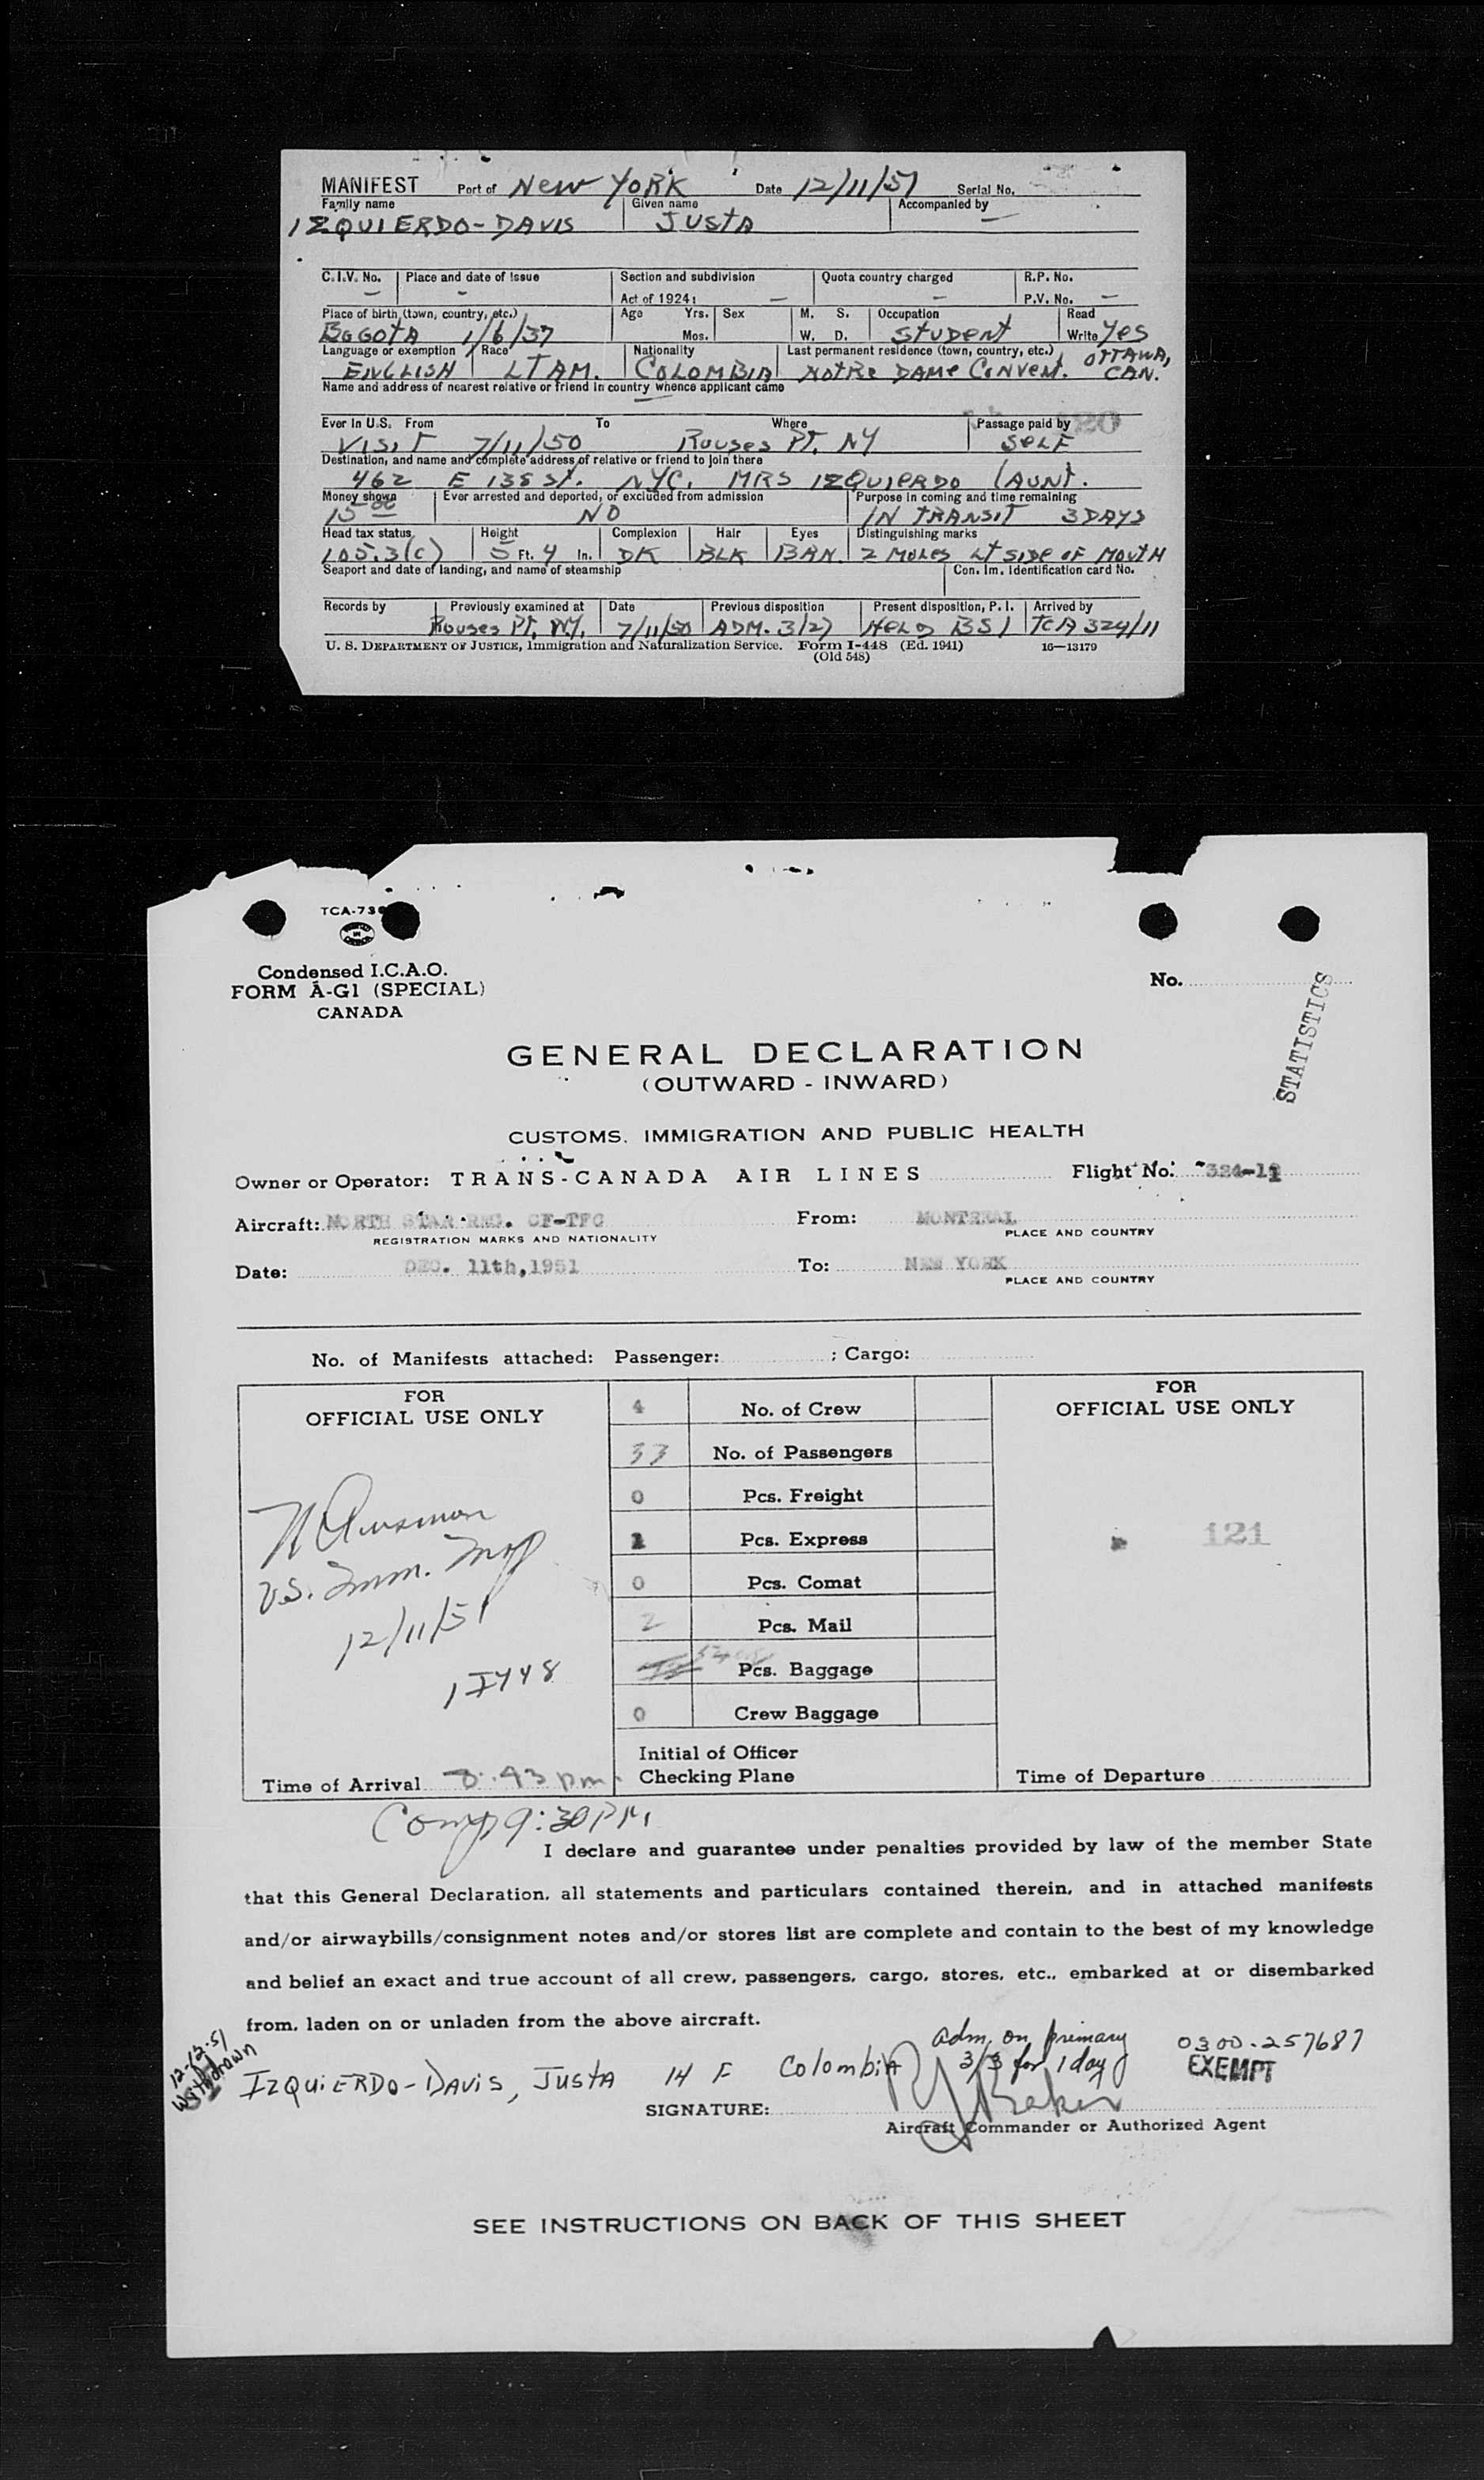 MANIFEST Port of New York Date 12/11/51 Serial No.
Family name Given name Accompanied by
IZQUIERDO-DAVIS JUSTA —
C.I.V. No. Place and date of issue Section and subdivision Quota country charged R.P. No.
— - Act of 1924: — — P.V. No. —
Place of birth (town, country, etc.) Age Yrs. Sex M. S. Occupation Read
BOGOTA 1/6/37 Mos. W. D. Student Write Yes
Language or exemption Race Nationality Last permanent residence (town, country, etc.) OTTAWA,
ENGLISH LT AM. COLOMBIA NOTRE DAME CONVENT. CAN.
Name and address of nearest relative or friend in country whence applicant came
—
Ever in U.S. From To Where Passage paid by
VISIT 7/11/50 Rouses Pt. NY SELF
Destination, and name and complete address of relative or friend to join there
462 E 135 St. NYC. MRS IZQUIERDO (AUNT.
Money shown Ever arrested and deported, or excluded from admission Purpose in coming and time remaining
15 00 NO IN TRANSIT 3 DAYS
Head tax status Height Complexion Hair Eyes Distinguishing marks
105.3(c) 5 Ft. 4 In. DK BLK BRN. 2 MOLES LT SIDE OF MOUTH
Seaport and date of landing, and name of steamship Con. Im. Identification card No.
Records by Previously examined at Date Previous disposition Present disposition, P. I. Arrived by
Rouses Pt. NY. 7/11/50 ADM. 3(2) HELD BSI TCA 324/11
U. S. DEPARTMENT OF JUSTICE, Immigration and Naturalization Service. Form I-448 (Ed. 1941) 16—13179
(Old 548)
TCA-73
Condensed I.C.A.O.
FORM A-G1 (SPECIAL)
CANADA
No.
STATISTICS
GENERAL DECLARATION
(OUTWARD - INWARD)
CUSTOMS, IMMIGRATION AND PUBLIC HEALTH
Owner or Operator: TRANS-CANADA AIR LINES Flight No. 324-11
Aircraft: NORTH STAR REG. CF-TFC From: MONTREAL
REGISTRATION MARKS AND NATIONALITY PLACE AND COUNTRY
Date: DEC. 11th, 1951 To: NEW YORK
PLACE AND COUNTRY
No. of Manifests attached: Passenger: ; Cargo:
FOR
OFFICIAL USE ONLY
4 No. of Crew
FOR
OFFICIAL USE ONLY
No. of Passengers
0 Pcs. Freight
Pcs. Express
121
0 Pcs. Comat
2 Pcs. Mail
Pcs. Baggage
0 Crew Baggage
U.S. Imm. Insp
12/11/51
1 I448
Initial of Officer
Checking Plane
Time of Arrival 8:43 pm
Time of Departure
Comp 9:30 PM
I declare and guarantee under penalties provided by law of the member State
that this General Declaration, all statements and particulars contained therein, and in attached manifests
and/or airwaybills/consignment notes and/or stores list are complete and contain to the best of my knowledge
and belief an exact and true account of all crew, passengers, cargo, stores, etc., embarked at or disembarked
from, laden on or unladen from the above aircraft.
12-12-51
Withdrawn
Adm. on primary 0300-257687
IZQUIERDO-DAVIS, JUSTA 14 F Colombia 3/3 for 1 day EXEMPT
SIGNATURE:
Aircraft Commander or Authorized Agent
SEE INSTRUCTIONS ON BACK OF THIS SHEET